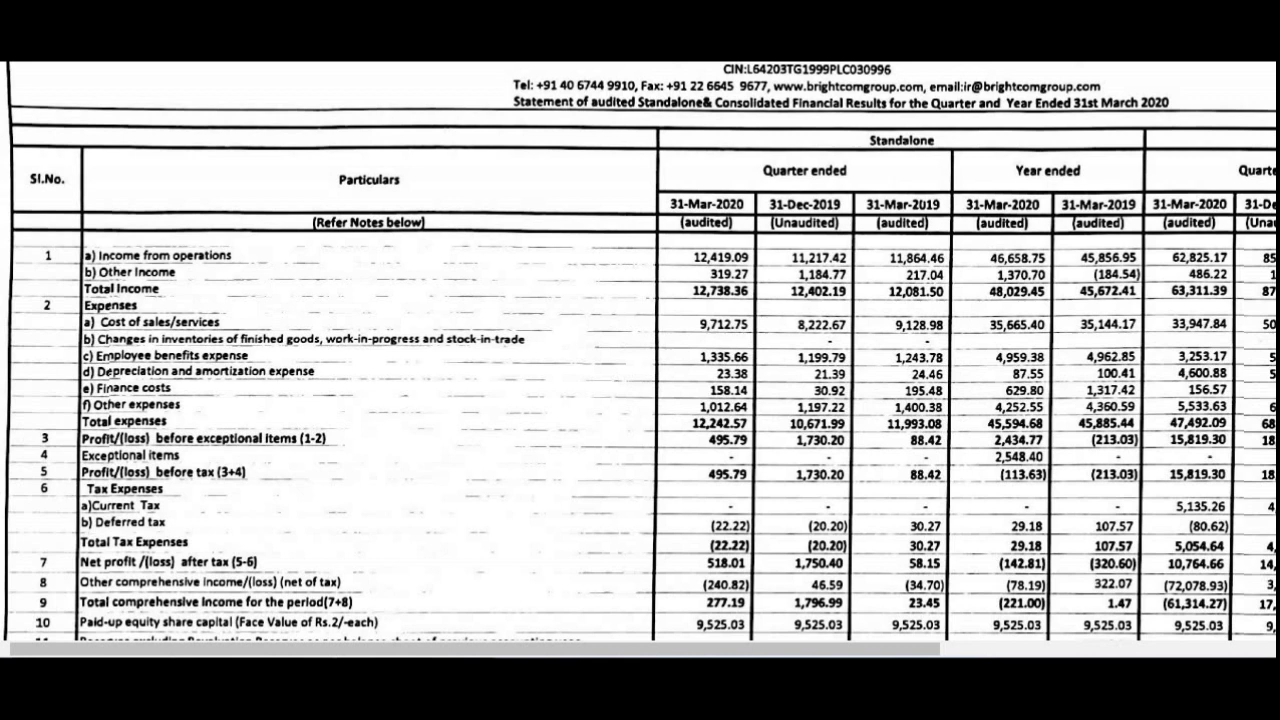 CIN:L64203TG1999PLC030996
Tel: +91 40 6744 9910, Fax: +91 22 6645 9677, www.brightcomgroup.com, email:ir@brightcomgroup.com
Statement of audited Standalone& Consolidated Financial Results for the Quarter and Year Ended 31st March 2020
Standalone
Sl.No. Particulars Quarter ended Year ended Quarte
31-Mar-2020 31-Dec-2019 31-Mar-2019 31-Mar-2020 31-Mar-2019 31-Mar-2020 31-De
(Refer Notes below) (audited) (Unaudited) (audited) (audited) (audited) (audited) (Una
1 a) Income from operations 12,419.09 11,217.42 11,864.46 46,658.75 45,856.95 62,825.17 85
b) Other Income 319.27 1,184.77 217.04 1,370.70 (184.54) 486.22 1
Total Income 12,738.36 12,402.19 12,081.50 48,029.45 45,672.41 63,311.39 87
2 Expenses
a) Cost of sales/services 9,712.75 8,222.67 9,128.98 35,665.40 35,144.17 33,947.84 50
b) Changes in inventories of finished goods, work-in-progress and stock-in-trade - -
c) Employee benefits expense 1,335.66 1,199.79 1,243.78 4,959.38 4,962.85 3,253.17 5
d) Depreciation and amortization expense 23.38 21.39 24.46 87.55 100.41 4,600.88 5
e) Finance costs 158.14 30.92 195.48 629.80 1,317.42 156.57
f) Other expenses 1,012.64 1,197.22 1,400.38 4,252.55 4,360.59 5,533.63 6
Total expenses 12,242.57 10,671.99 11,993.08 45,594.68 45,885.44 47,492.09 68
3 Profit/(loss) before exceptional items (1-2) 495.79 1,730.20 88.42 2,434.77 (213.03) 15,819.30 18
4 Exceptional items - - - 2,548.40 - -
5 Profit/(loss) before tax (3+4) 495.79 1,730.20 88.42 (113.63) (213.03) 15,819.30 18
6 Tax Expenses
a)Current Tax - - - - - 5,135.26 4
b) Deferred tax (22.22) (20.20) 30.27 29.18 107.57 (80.62)
Total Tax Expenses (22.22) (20.20) 30.27 29.18 107.57 5,054.64 4,
7 Net profit /(loss) after tax (5-6) 518.01 1,750.40 58.15 (142.81) (320.60) 10,764.66 14,
8 Other comprehensive income/(loss) (net of tax) (240.82) 46.59 (34.70) (78.19) 322.07 (72,078.93) 3,
9 Total comprehensive income for the period(7+8) 277.19 1,796.99 23.45 (221.00) 1.47 (61,314.27) 17,
10 Paid-up equity share capital (Face Value of Rs.2/-each) 9,525.03 9,525.03 9,525.03 9,525.03 9,525.03 9,525.03 9,